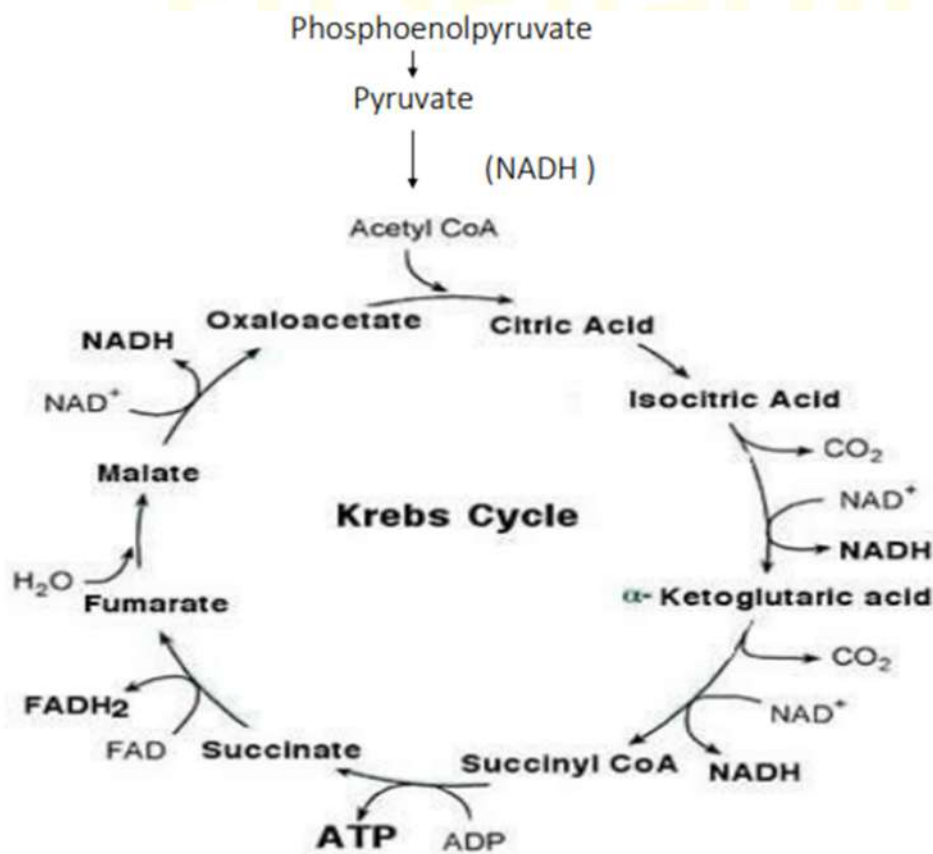 Phosphoenolpyruvate
Pyruvate
(NADH )
Acetyl CoA
Oxaloacetate
Citric Acid
Isocitric Acid
CO₂
NAD⁺
NADH
α- Ketoglutaric acid
CO₂
NAD⁺
NADH
Succinyl CoA
ADP
ATP
Succinate
FAD
FADH2
Fumarate
H₂O
Malate
NAD⁺
NADH
Krebs Cycle